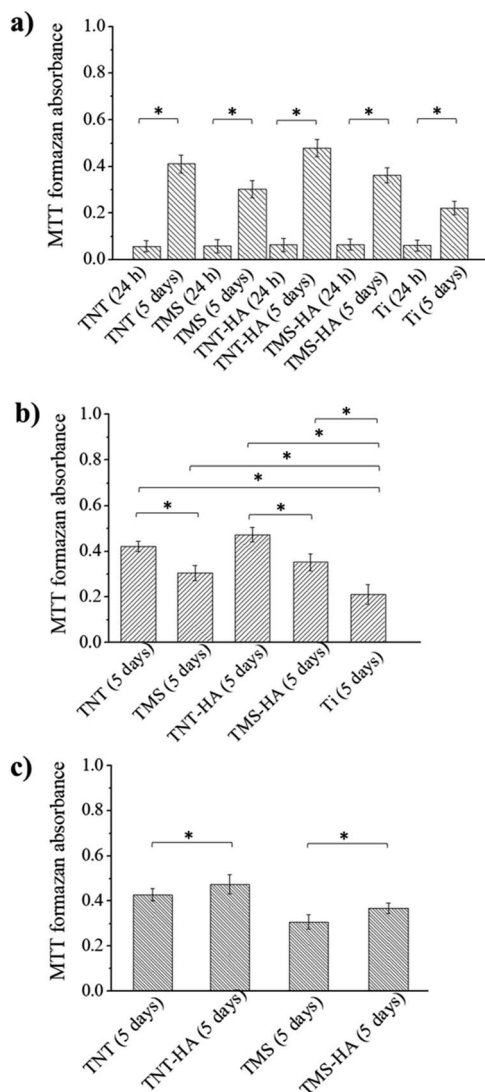 a)
MTT formazan absorbance
1.0
0.8
0.6
0.4
0.2
0.0
* * * * *
TNT (24 h)
TNT (5 days)
TMS (24 h)
TMS (5 days)
TNT-HA (24 h)
TNT-HA (5 days)
TMS-HA (24 h)
TMS-HA (5 days)
Ti (24 h)
Ti (5 days)
b)
MTT formazan absorbance
1.0
0.8
0.6
0.4
0.2
0.0
*
*
*
*
* *
TNT (5 days)
TMS (5 days)
TNT-HA (5 days)
TMS-HA (5 days)
Ti (5 days)
c)
MTT formazan absorbance
1.0
0.8
0.6
0.4
0.2
0.0
* *
TNT (5 days)
TNT-HA (5 days)
TMS (5 days)
TMS-HA (5 days)